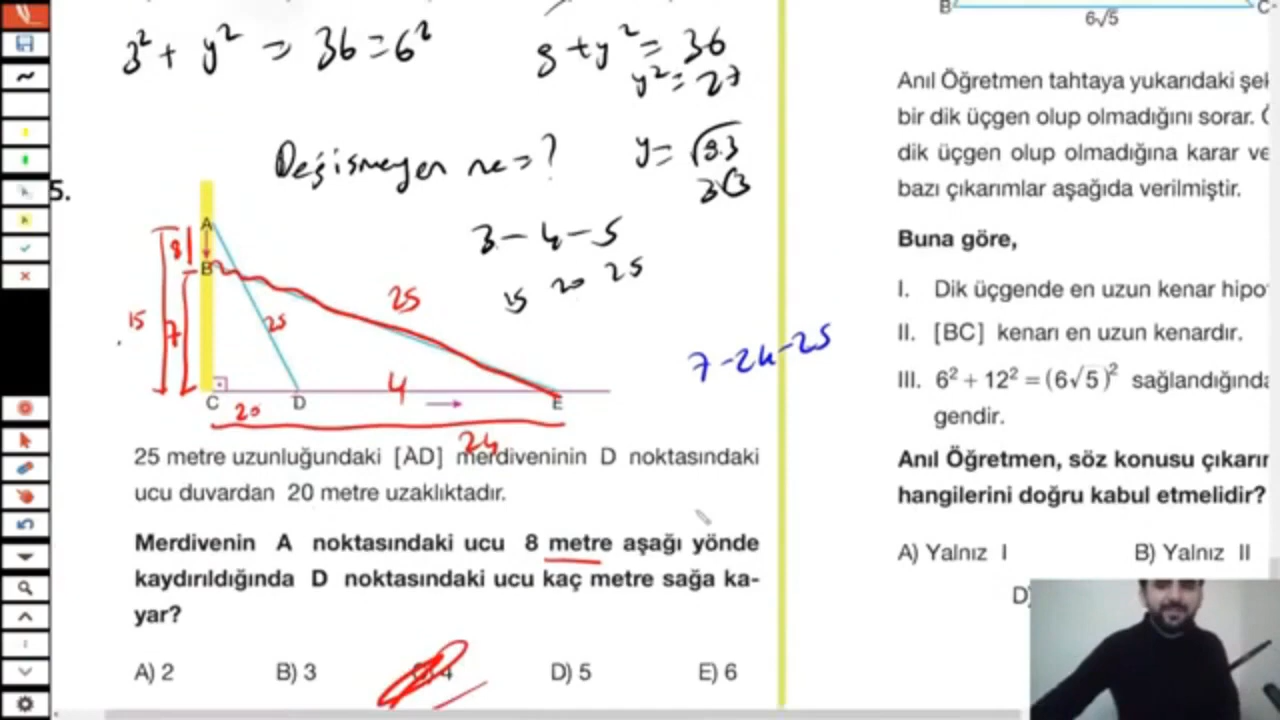 3² + y² = 36 = 6²
9 + y² = 36
y² = 27
Değişmeyen ne = ?
y = √9.3
3√3
5.
3 - 4 - 5
15 20 25
A
8
B
25
15
7
25
7 - 24 - 25
4
C
20
D
E
24
25 metre uzunluğundaki [AD] merdiveninin D noktasındaki
ucu duvardan 20 metre uzaklıktadır.
Merdivenin A noktasındaki ucu 8 metre aşağı yönde
kaydırıldığında D noktasındaki ucu kaç metre sağa ka-
yar?
A) 2
B) 3
4
D) 5
E) 6
B
C
6√5
Anıl Öğretmen tahtaya yukarıdaki şek
bir dik üçgen olup olmadığını sorar.
dik üçgen olup olmadığına karar ve
bazı çıkarımlar aşağıda verilmiştir.
Buna göre,
I. Dik üçgende en uzun kenar hipo
II. [BC] kenarı en uzun kenardır.
III. 6² + 12² = (6√5)² sağlandığında
gendir.
Anıl Öğretmen, söz konusu çıkarı
hangilerini doğru kabul etmelidir?
A) Yalnız I
B) Yalnız II
D)